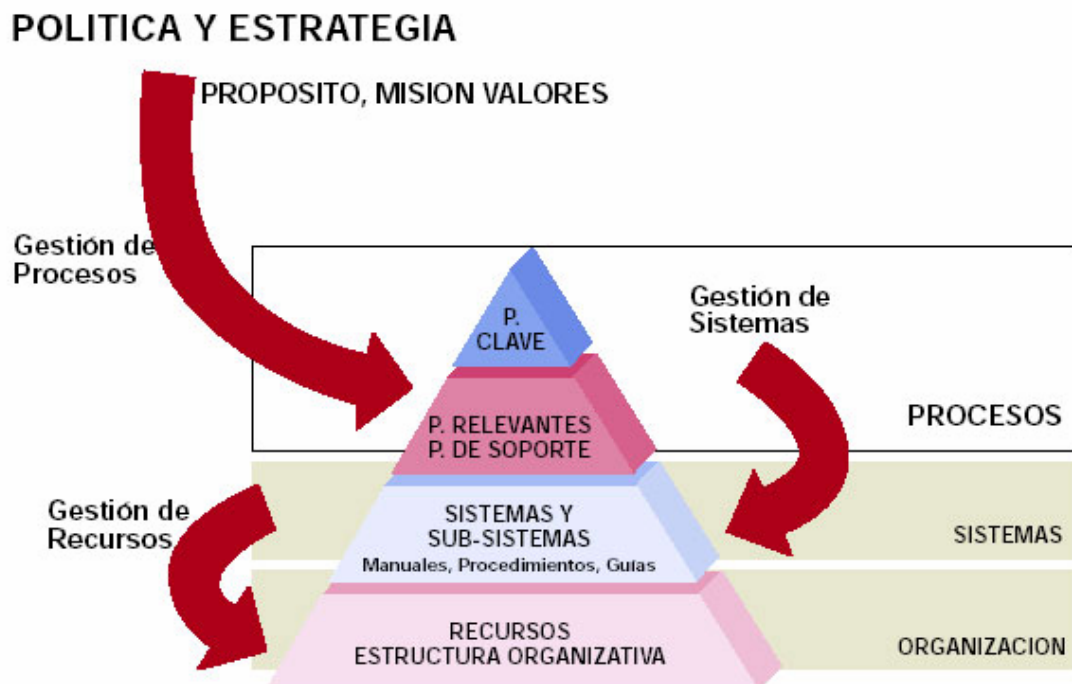 POLITICA Y ESTRATEGIA
PROPOSITO, MISION VALORES
Gestión de
Procesos
P.
CLAVE
Gestión de
Sistemas
P. RELEVANTES
P. DE SOPORTE
PROCESOS
Gestión de
Recursos
SISTEMAS Y
SUB-SISTEMAS
Manuales, Procedimientos, Guías
SISTEMAS
RECURSOS
ESTRUCTURA ORGANIZATIVA
ORGANIZACION